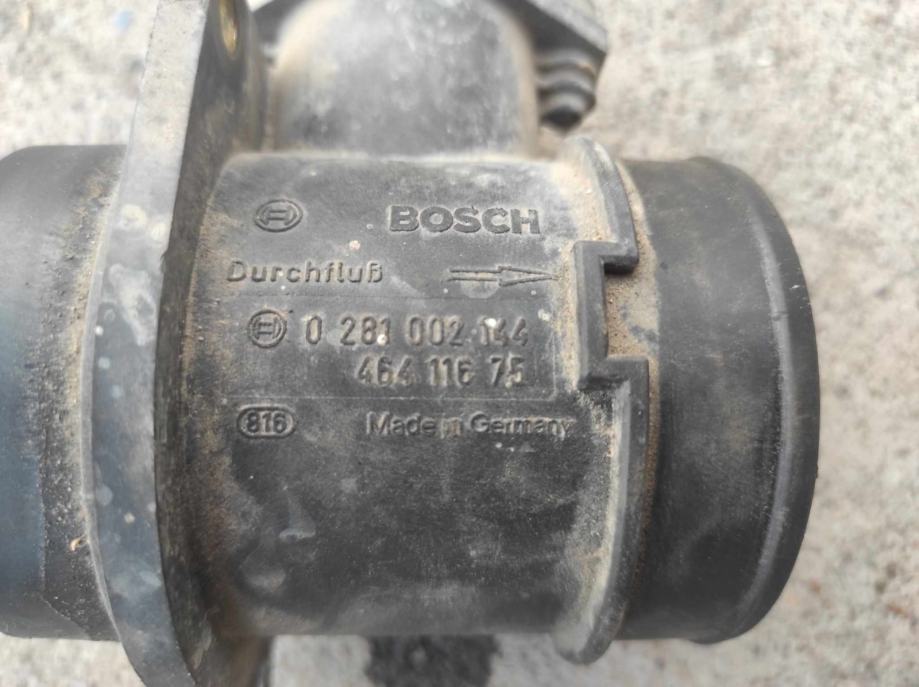 BOSCH
Durchfluß
0 281 002 144
464 116 75
816
Made in Germany